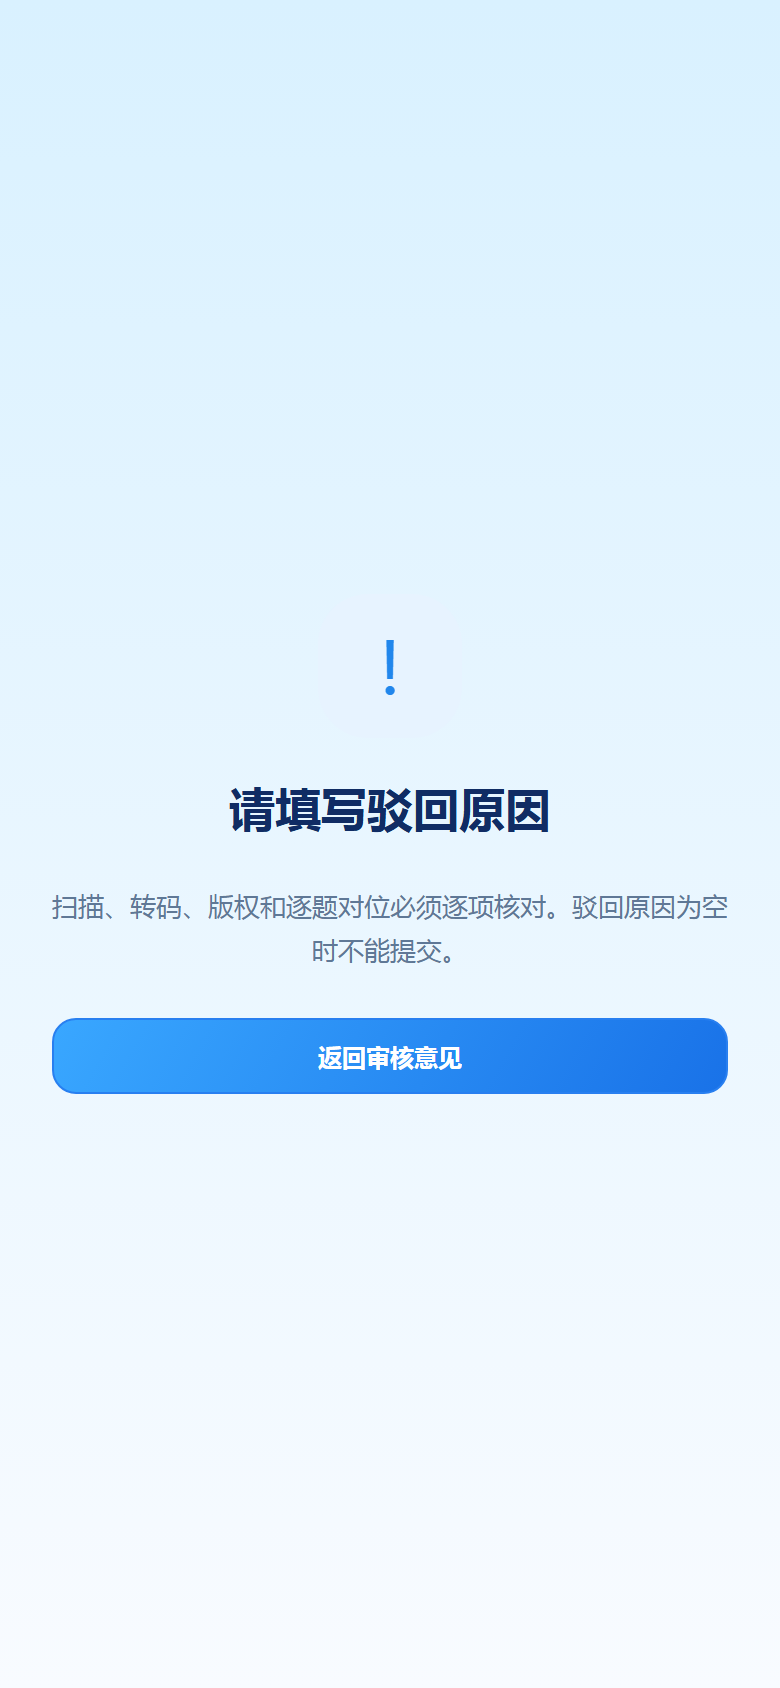 !
请填写驳回原因
扫描、转码、版权和逐题对位必须逐项核对。驳回原因为空
时不能提交。
返回审核意见